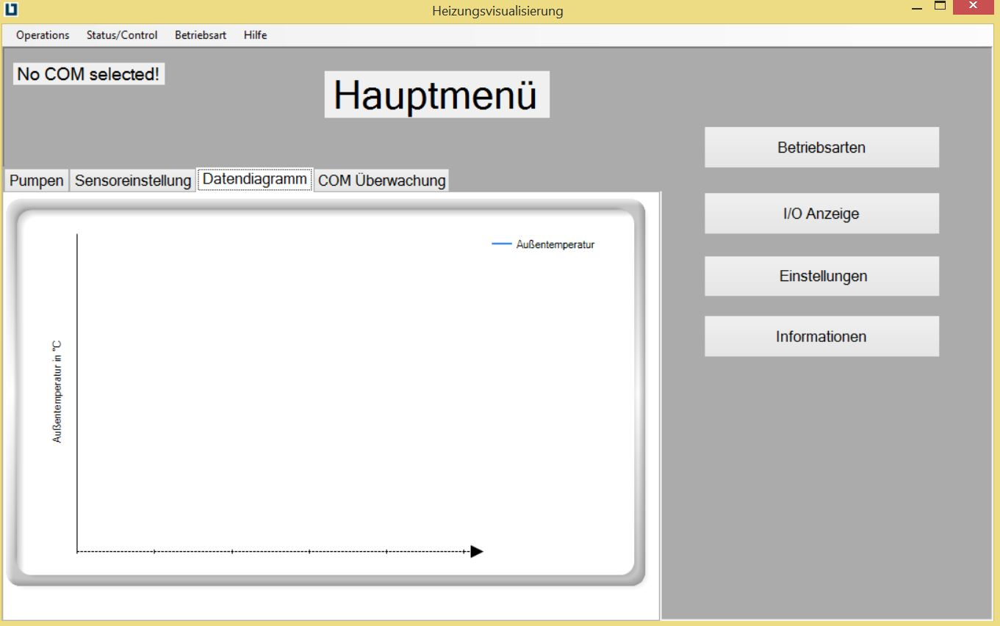 Heizungsvisualisierung
Operations Status/Control Betriebsart Hilfe
No COM selected!
Hauptmenü
Betriebsarten
I/O Anzeige
Einstellungen
Informationen
Pumpen Sensoreinstellung Datendiagramm COM Überwachung
Außentemperatur
Außentemperatur in °C